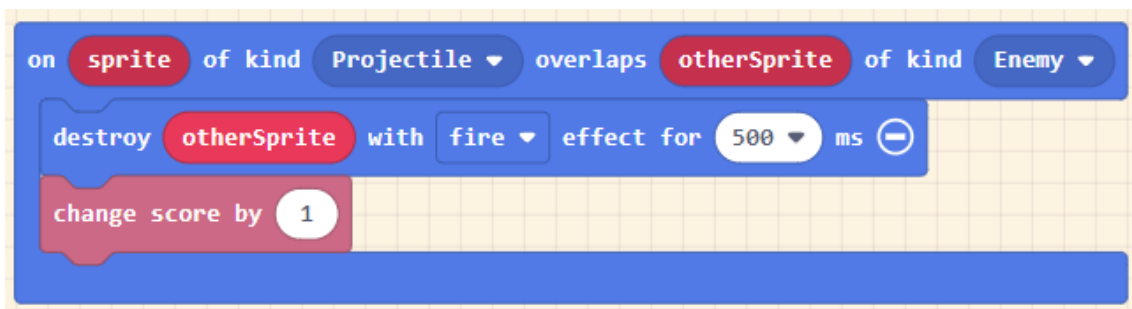 on sprite of kind Projectile overlaps otherSprite of kind Enemy
destroy otherSprite with fire effect for 500 ms
change score by 1